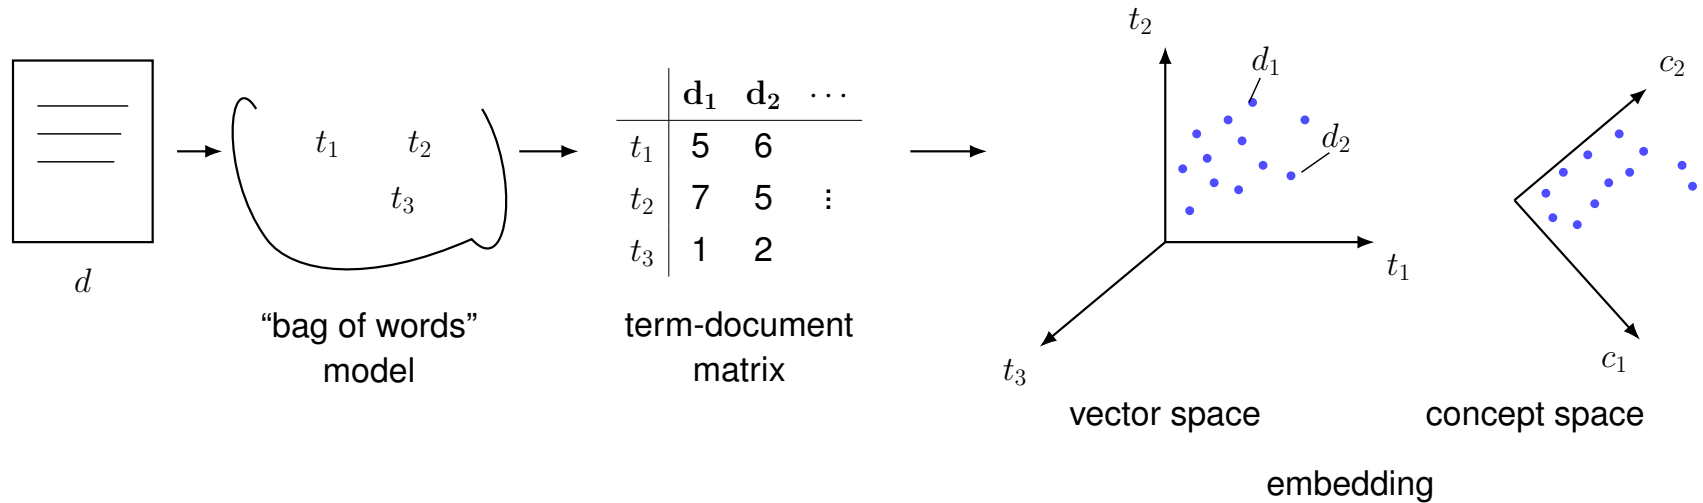 d
t₁ t₂
t₃
“bag of words”
model
d₁ d₂ ⋯
t₁ 5 6
t₂ 7 5 ⋮
t₃ 1 2
term-document
matrix
t₂
d₁
d₂
t₁
t₃
vector space
c₂
c₁
concept space
embedding